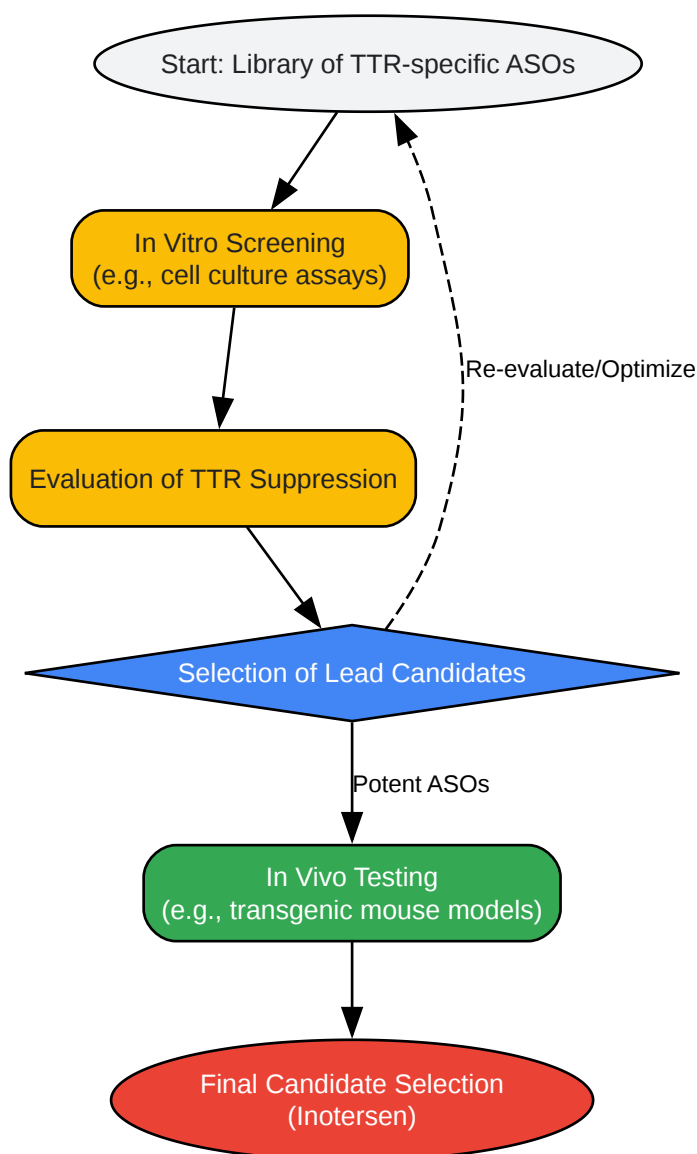 Start: Library of TTR-specific ASOs
In Vitro Screening
(e.g., cell culture assays)
Re-evaluate/Optimize
Evaluation of TTR Suppression
Selection of Lead Candidates
Potent ASOs
In Vivo Testing
(e.g., transgenic mouse models)
Final Candidate Selection
(Inotersen)